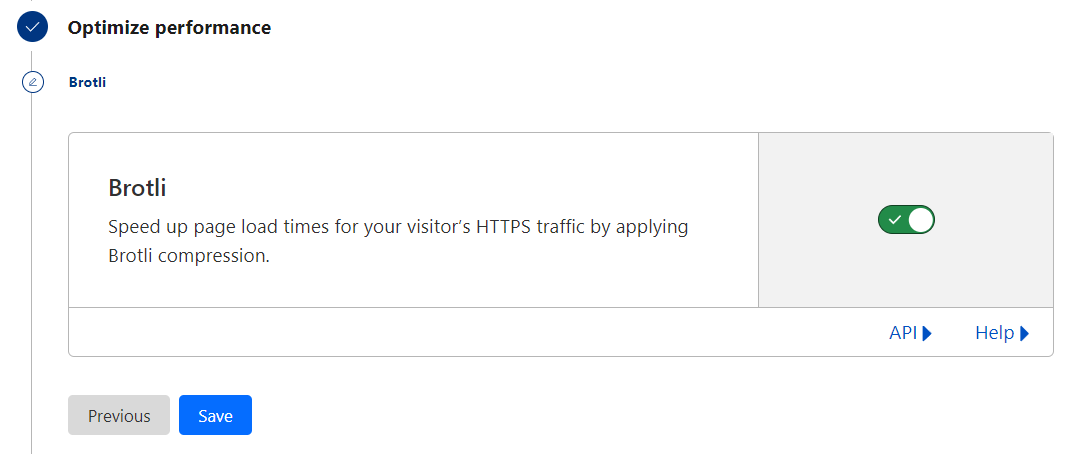 Optimize performance
Brotli
Brotli
Speed up page load times for your visitor’s HTTPS traffic by applying
Brotli compression.
API
Help
Previous
Save